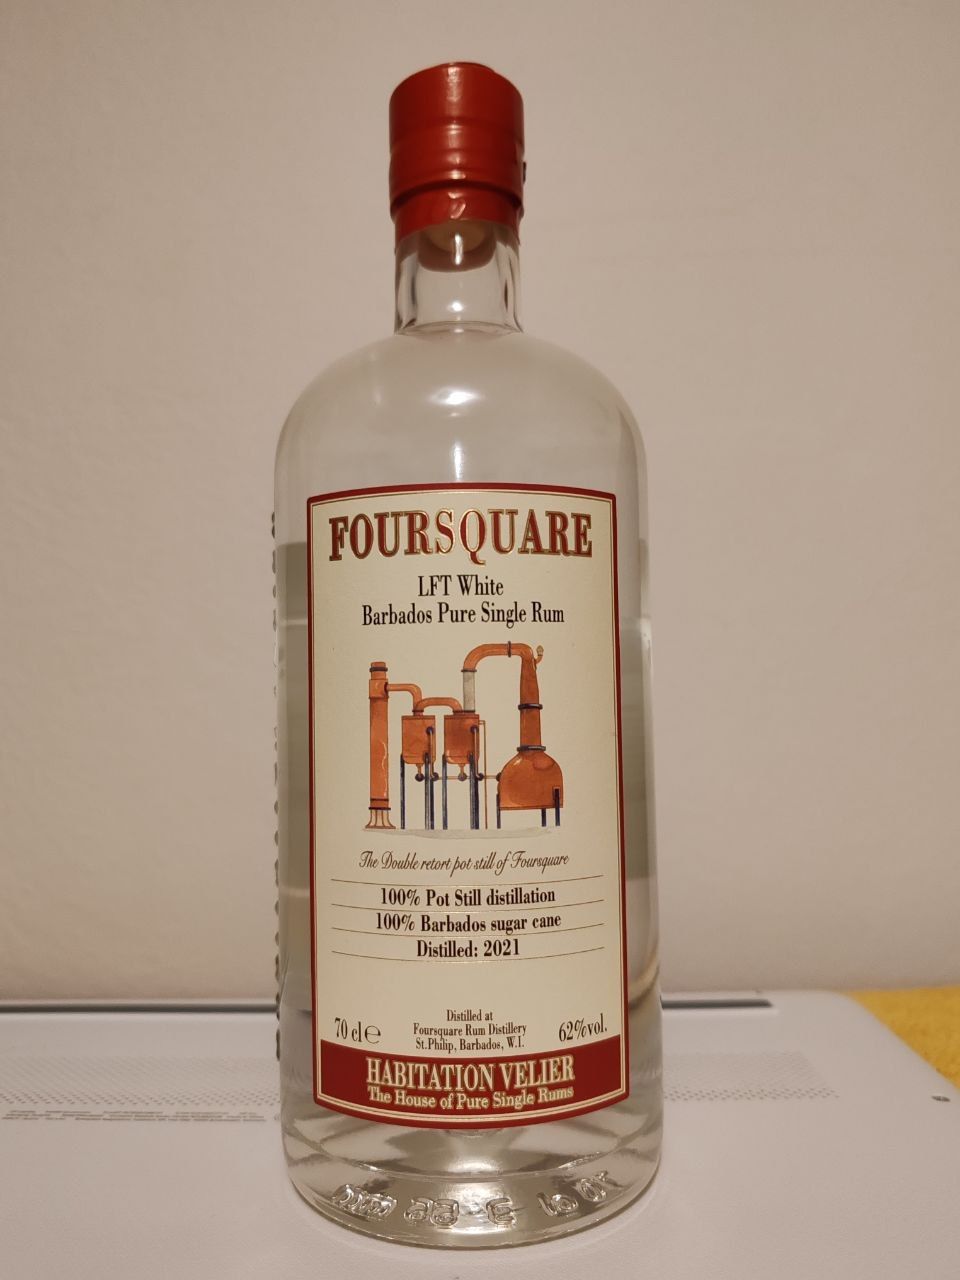 FOURSQUARE
LFT White
Barbados Pure Single Rum
The Double retort pot still of Foursquare
100% Pot Still distillation
100% Barbados sugar cane
Distilled: 2021
70 cl℮
Distilled at
Foursquare Rum Distillery
St.Philip, Barbados, W.I.
62%vol.
HABITATION VELIER
The House of Pure Single Rums
70 cl